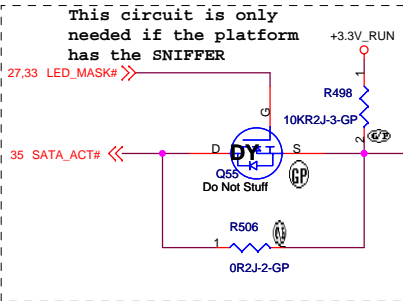 This circuit is only
needed if the platform
has the SNIFFER
+3.3V_RUN
27,33 LED_MASK#
1
R498
10KR2J-3-GP
2
G
35 SATA_ACT#
D
DY
S
Q55
Do Not Stuff
GP
R506
1
0R2J-2-GP